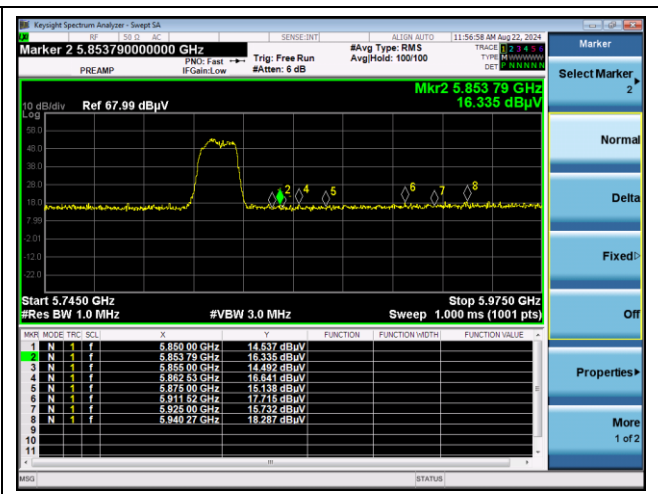 Keysight Spectrum Analyzer - Swept SA
RF 50 Ω AC SENSE:INT ALIGN AUTO 11:56:58 AM Aug 22, 2024
Marker 2 5.853790000000 GHz
PREAMP
PNO: Fast
IFGain:Low
Trig: Free Run
#Atten: 6 dB
#Avg Type: RMS
Avg|Hold: 100/100
TRACE 1 2 3 4 5 6
TYPE M W W W W W
DET P N N N N N
Mkr2 5.853 79 GHz
16.335 dBµV
10 dB/div Ref 67.99 dBµV
Log
58.0
48.0
38.0
28.0
18.0
7.99
-2.01
-12.0
-22.0
2 4 5 6 7 8
Start 5.7450 GHz Stop 5.9750 GHz
#Res BW 1.0 MHz #VBW 3.0 MHz Sweep 1.000 ms (1001 pts)
MKR MODE TRC SCL X Y FUNCTION FUNCTION WIDTH FUNCTION VALUE
1 N 1 f 5.850 00 GHz 14.537 dBµV
2 N 1 f 5.853 79 GHz 16.335 dBµV
3 N 1 f 5.855 00 GHz 14.492 dBµV
4 N 1 f 5.862 53 GHz 16.641 dBµV
5 N 1 f 5.875 00 GHz 15.138 dBµV
6 N 1 f 5.911 52 GHz 17.715 dBµV
7 N 1 f 5.925 00 GHz 15.732 dBµV
8 N 1 f 5.940 27 GHz 18.287 dBµV
9
10
11
MSG STATUS
Marker
Select Marker
2
Normal
Delta
Fixed
Off
Properties
More
1 of 2